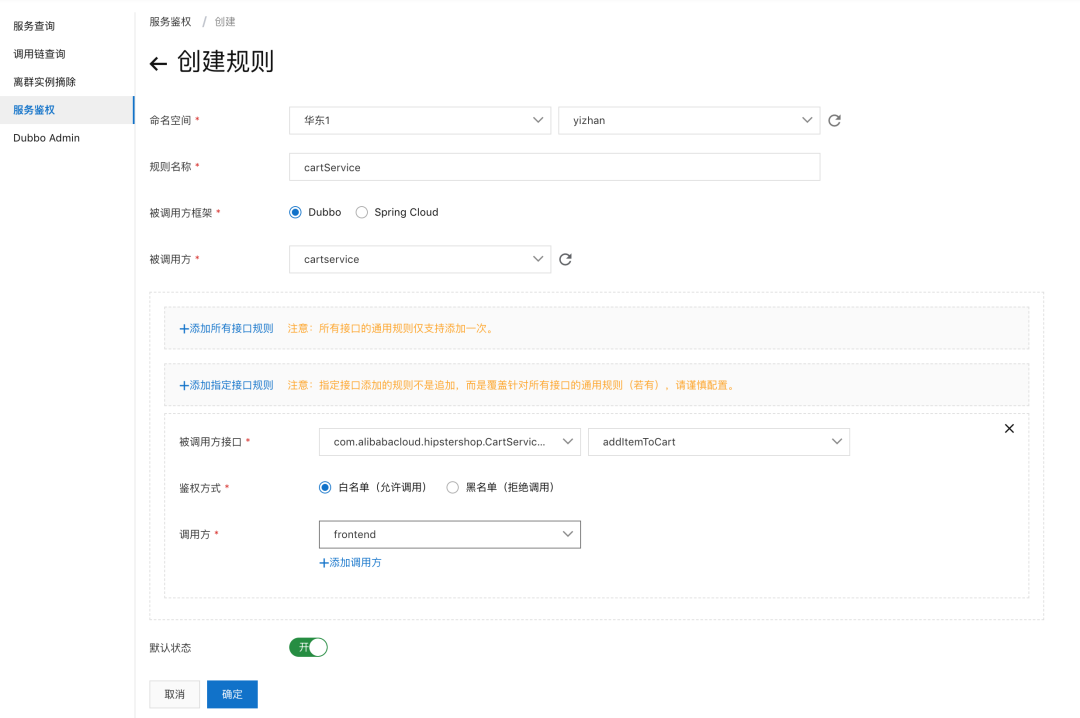 服务查询
调用链查询
离群实例摘除
服务鉴权
Dubbo Admin
服务鉴权 / 创建
← 创建规则
命名空间 * 华东1 yizhan
规则名称 * cartService
被调用方框架 * Dubbo Spring Cloud
被调用方 * cartservice
+添加所有接口规则 注意：所有接口的通用规则仅支持添加一次。
+添加指定接口规则 注意：指定接口添加的规则不是追加，而是覆盖针对所有接口的通用规则（若有），请谨慎配置。
被调用方接口 * com.alibabacloud.hipstershop.CartServic... addItemToCart
鉴权方式 * 白名单（允许调用） 黑名单（拒绝调用）
调用方 * frontend
+添加调用方
默认状态 开
取消 确定